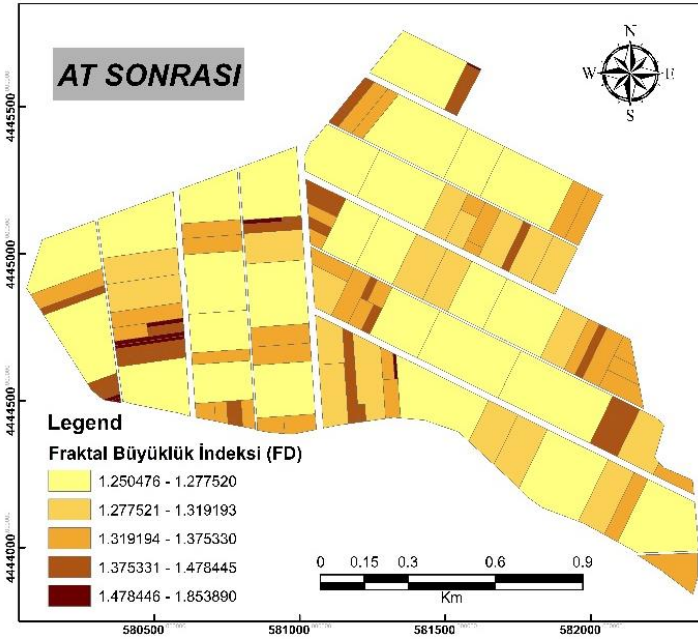 AT SONRASI
N
W E
S
4445500
4445000
4444500
4444000
Legend
Fraktal Büyüklük İndeksi (FD)
1.250476 - 1.277520
1.277521 - 1.319193
1.319194 - 1.375330
1.375331 - 1.478445
1.478446 - 1.853890
0 0.15 0.3 0.6 0.9
Km
580500 581000 581500 582000